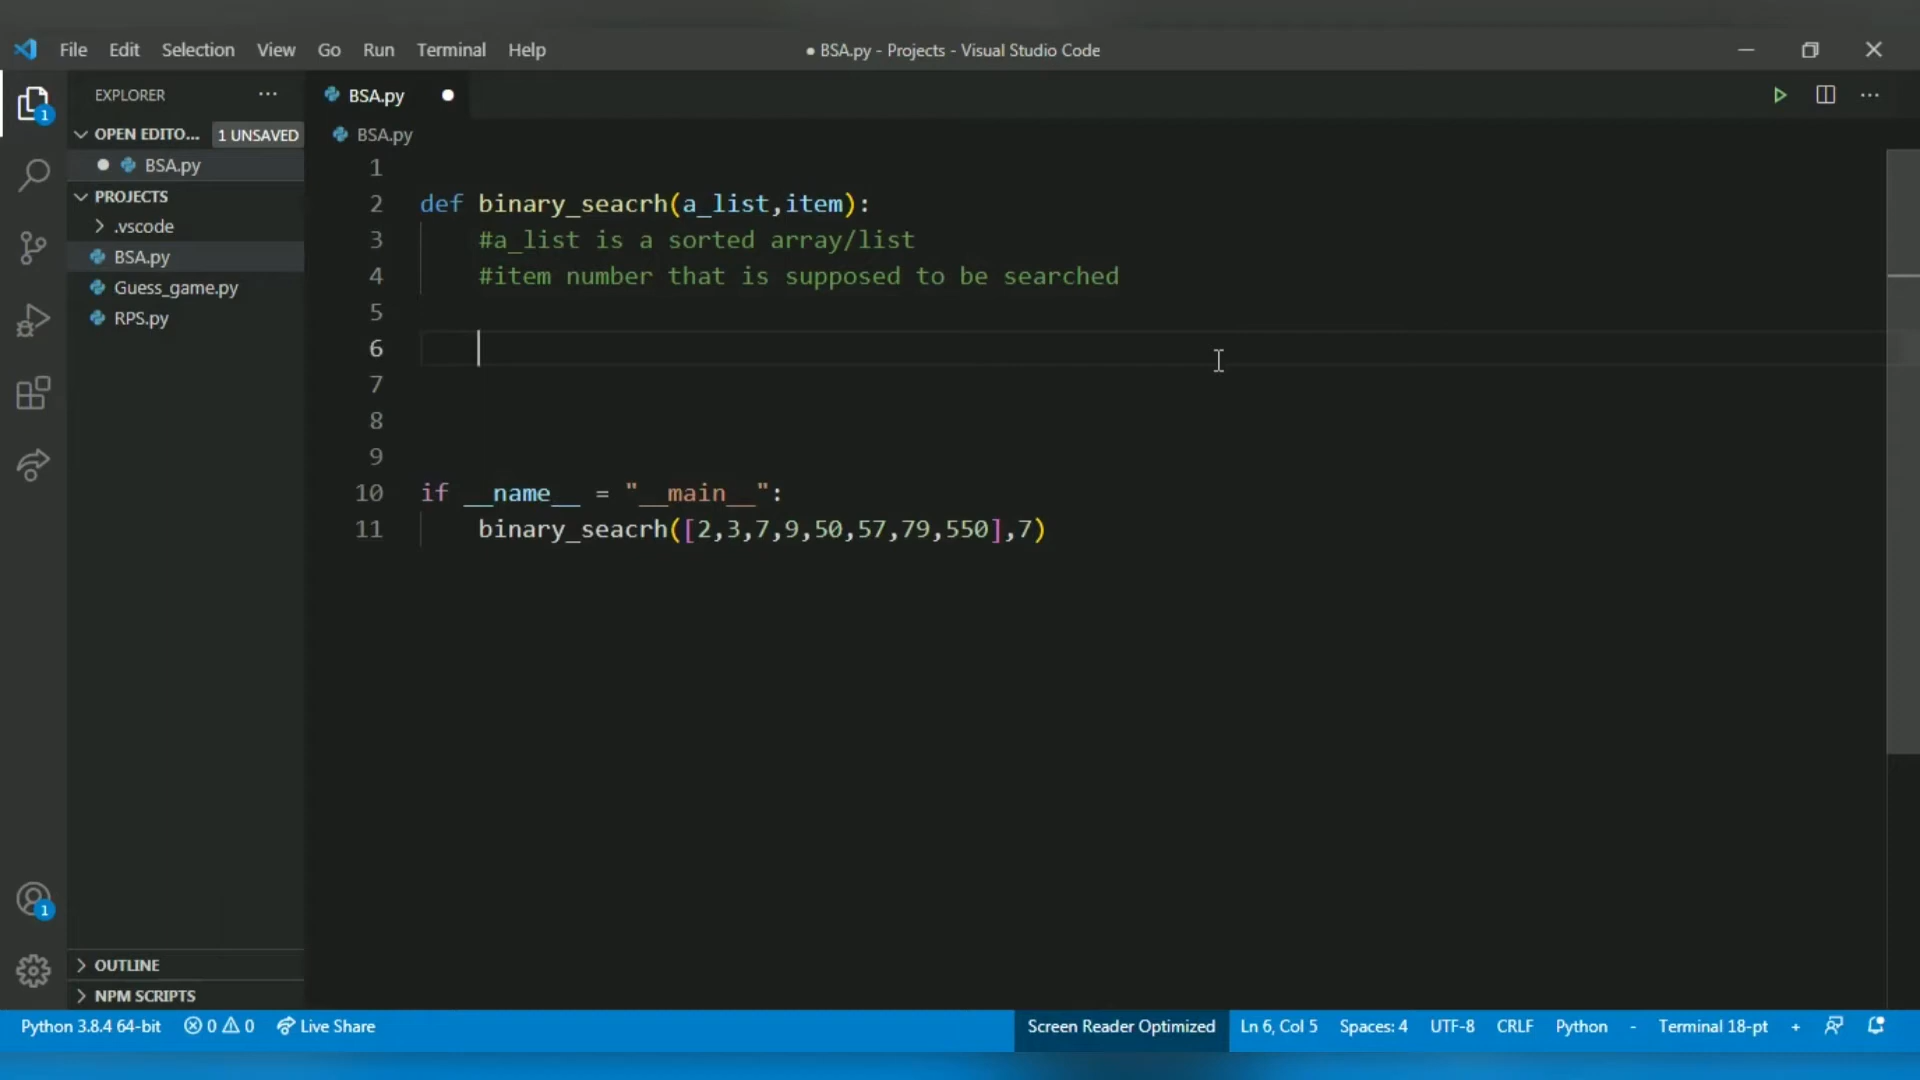 File Edit Selection View Go Run Terminal Help
● BSA.py - Projects - Visual Studio Code
EXPLORER ···
BSA.py
OPEN EDITO... 1 UNSAVED
BSA.py
BSA.py
PROJECTS
.vscode
BSA.py
Guess_game.py
RPS.py
1
1
2 def binary_seacrh(a_list,item):
3 #a_list is a sorted array/list
4 #item number that is supposed to be searched
5
6
7
8
9
10 if __name__ = "__main__":
11 binary_seacrh([2,3,7,9,50,57,79,550],7)
1
OUTLINE
NPM SCRIPTS
Python 3.8.4 64-bit 0 0 Live Share Screen Reader Optimized Ln 6, Col 5 Spaces: 4 UTF-8 CRLF Python - Terminal 18-pt +